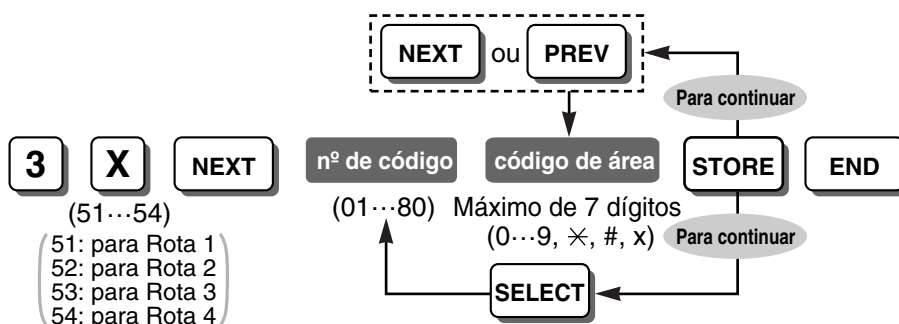 NEXT ou PREV
Para continuar
3 X NEXT nº de código código de área STORE END
(51···54) (01···80) Máximo de 7 dígitos
(0···9, ✳, #, x) Para continuar
51: para Rota 1
52: para Rota 2
53: para Rota 3
54: para Rota 4
SELECT